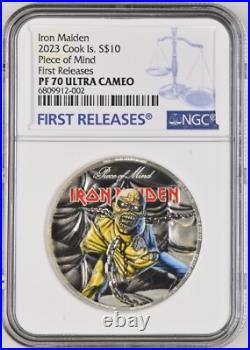 Iron Maiden
2023 Cook Is. S$10
Piece of Mind
First Releases
PF 70 ULTRA CAMEO
6809912-002
FIRST RELEASES®
NGC®
Piece of Mind
IRON MAIDEN